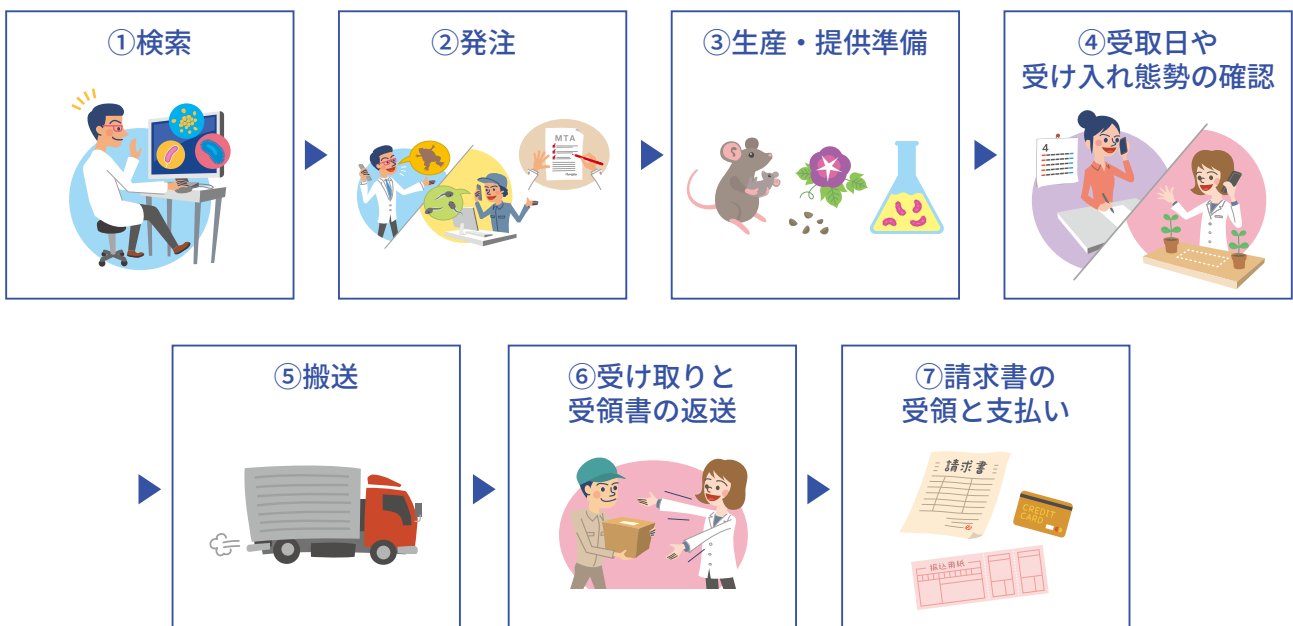 ①検索
②発注
MTA
③生産・提供準備
④受取日や
受け入れ態勢の確認
4
⑤搬送
⑥受け取りと
受領書の返送
⑦請求書の
受領と支払い
請求書
CREDIT
CARD
振込用紙